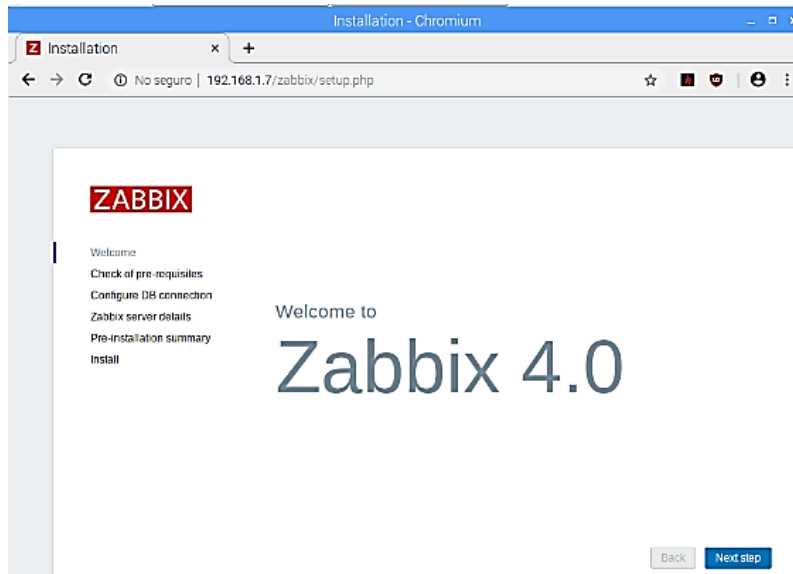 Installation - Chromium
Installation
No seguro | 192.168.1.7/zabbix/setup.php
ZABBIX
Welcome
Check of pre-requisites
Configure DB connection
Zabbix server details
Pre-installation summary
Install
Welcome to
Zabbix 4.0
Back
Next step